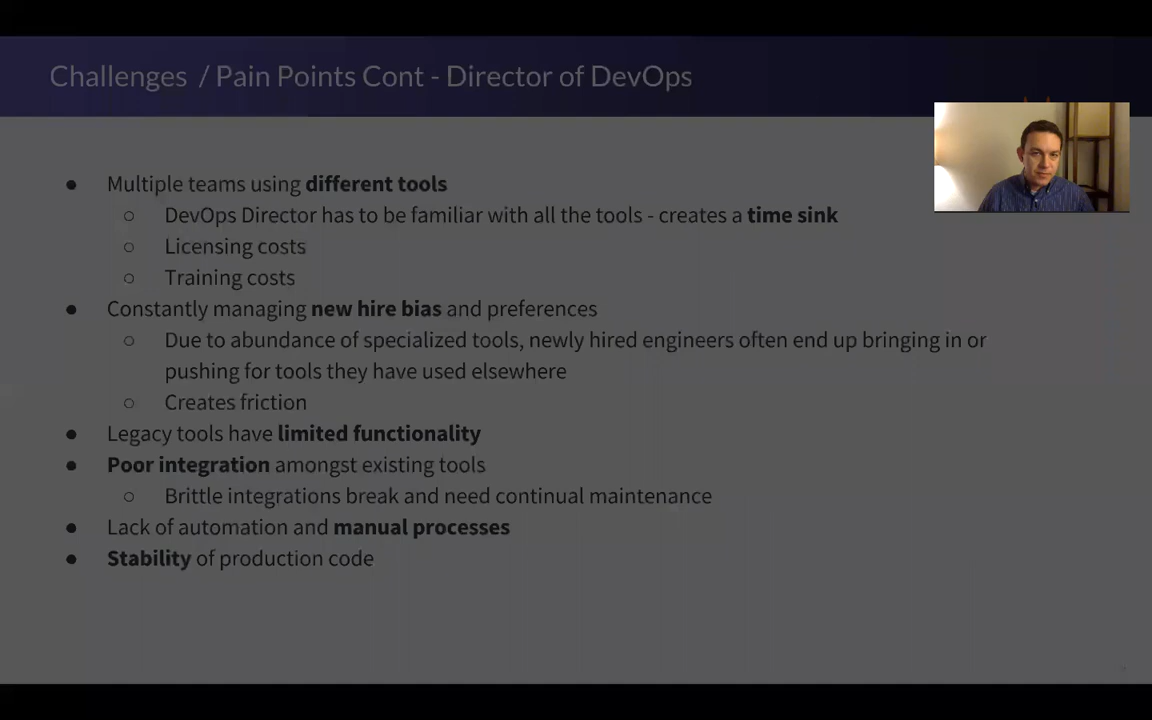 Challenges / Pain Points Cont - Director of DevOps
● Multiple teams using different tools
○ DevOps Director has to be familiar with all the tools - creates a time sink
○ Licensing costs
○ Training costs
● Constantly managing new hire bias and preferences
○ Due to abundance of specialized tools, newly hired engineers often end up bringing in or
pushing for tools they have used elsewhere
○ Creates friction
● Legacy tools have limited functionality
● Poor integration amongst existing tools
○ Brittle integrations break and need continual maintenance
● Lack of automation and manual processes
● Stability of production code